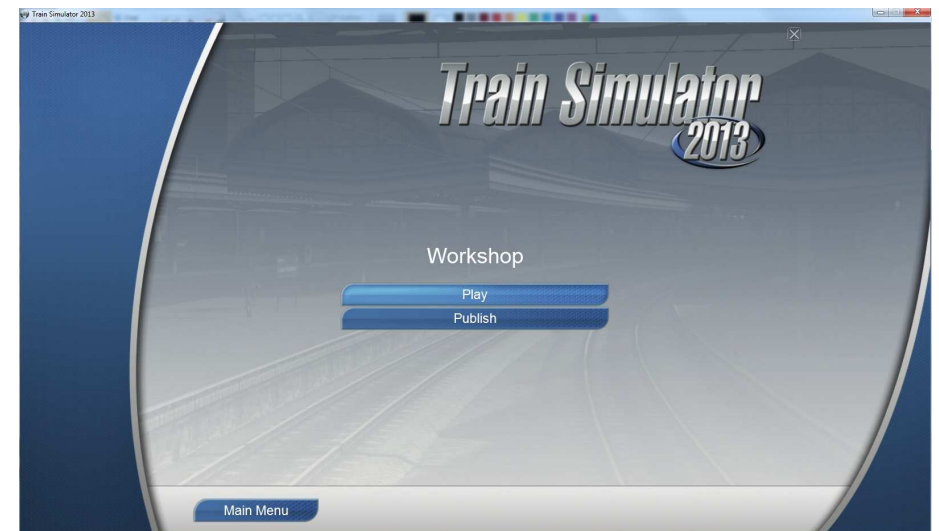 Train Simulator 2013
Train Simulator
2013
Workshop
Play
Publish
Main Menu